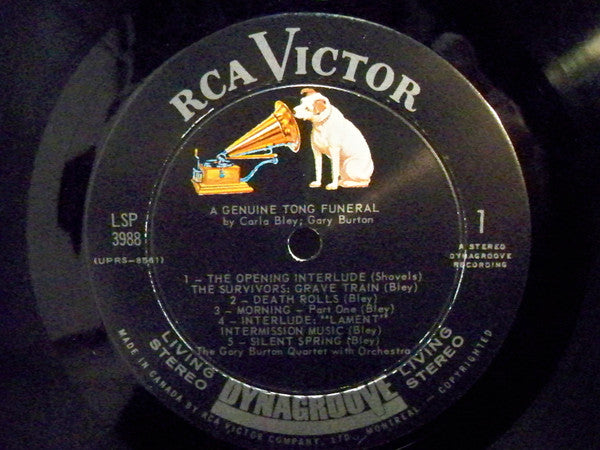 RCA VICTOR
A GENUINE TONG FUNERAL
by Carla Bley; Gary Burton
LSP
3988
(UPRS-8561)
1
A STEREO
DYNAGROOVE
RECORDING
1 – THE OPENING INTERLUDE (Shovels)
THE SURVIVORS: GRAVE TRAIN (Bley)
2 – DEATH ROLLS (Bley)
3 – MORNING – Part One (Bley)
4 – INTERLUDE: "LAMENT"
INTERMISSION MUSIC (Bley)
5 – SILENT SPRING (Bley)
The Gary Burton Quartet with Orchestra
LIVING STEREO
DYNAGROOVE
LIVING STEREO
MADE IN CANADA BY RCA VICTOR COMPANY, LTD., MONTREAL – COPYRIGHTED